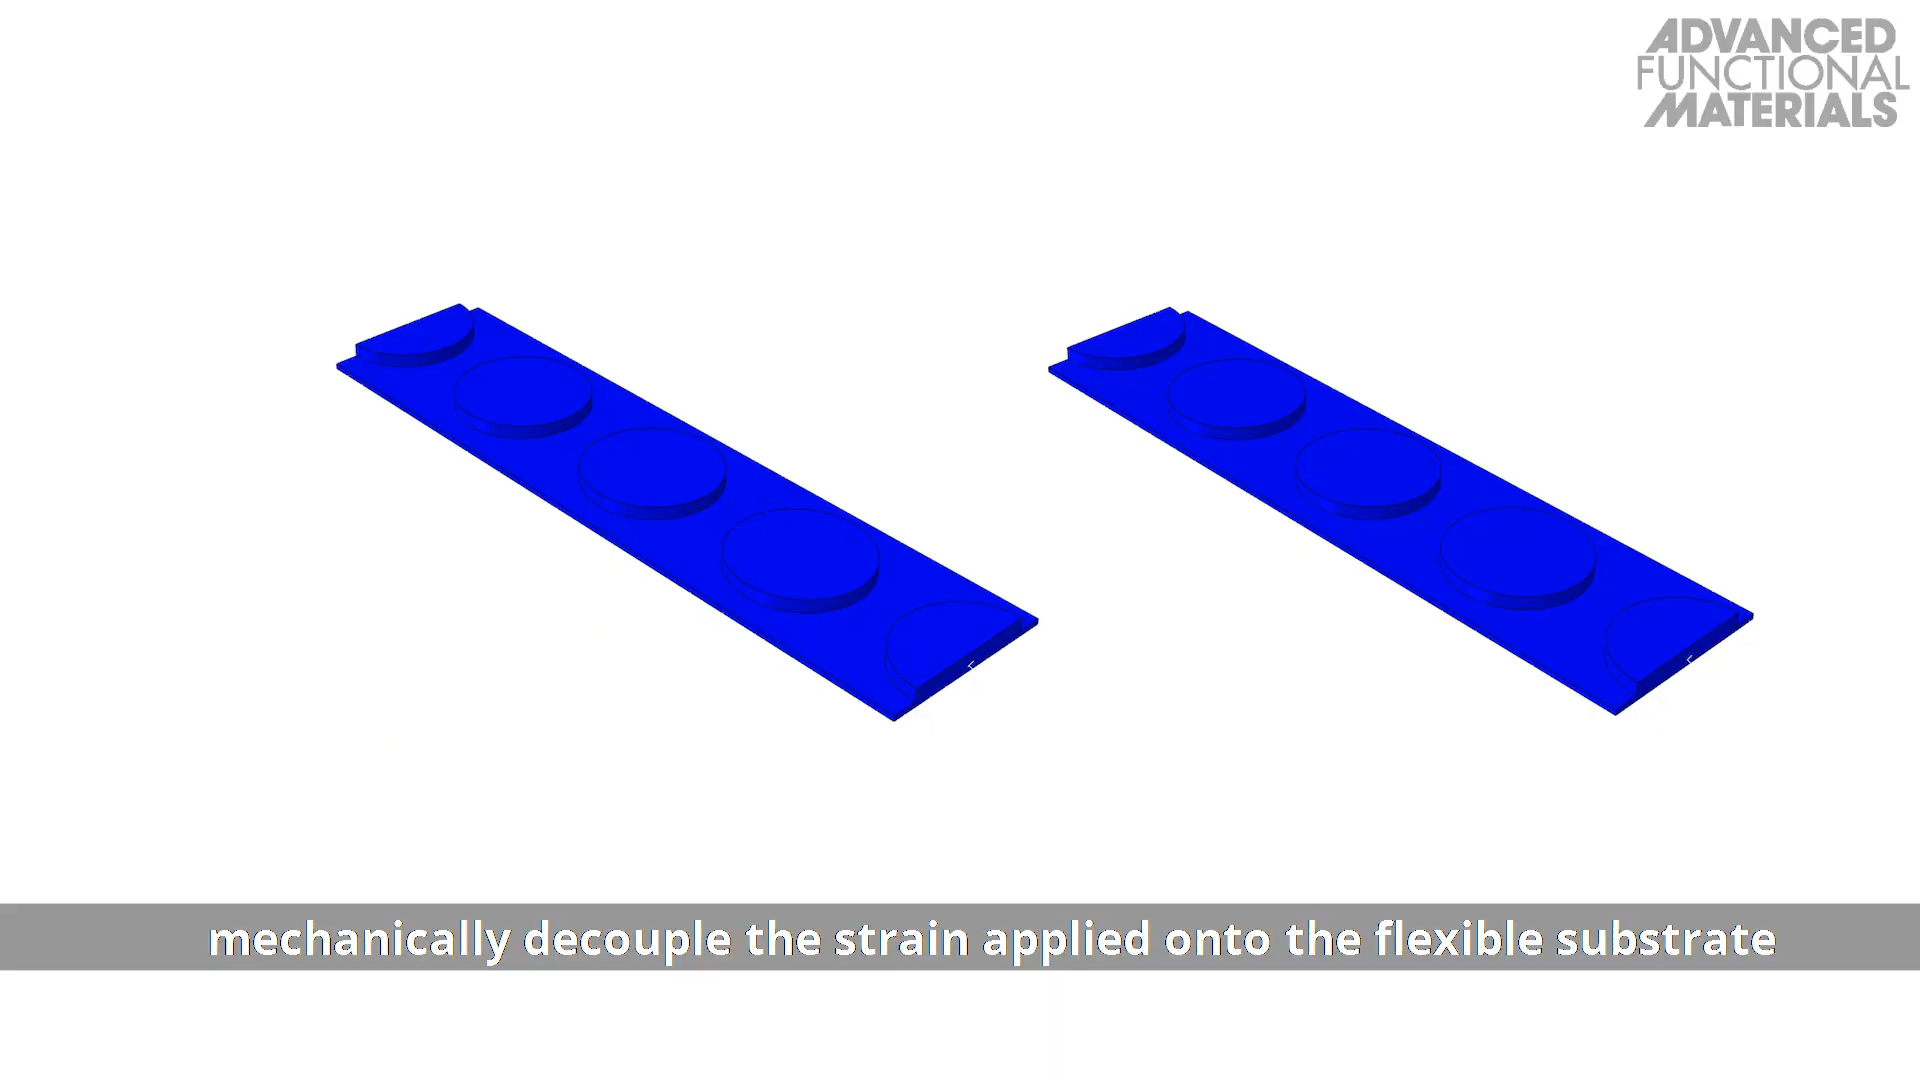 ADVANCED
FUNCTIONAL
MATERIALS
mechanically decouple the strain applied onto the flexible substrate